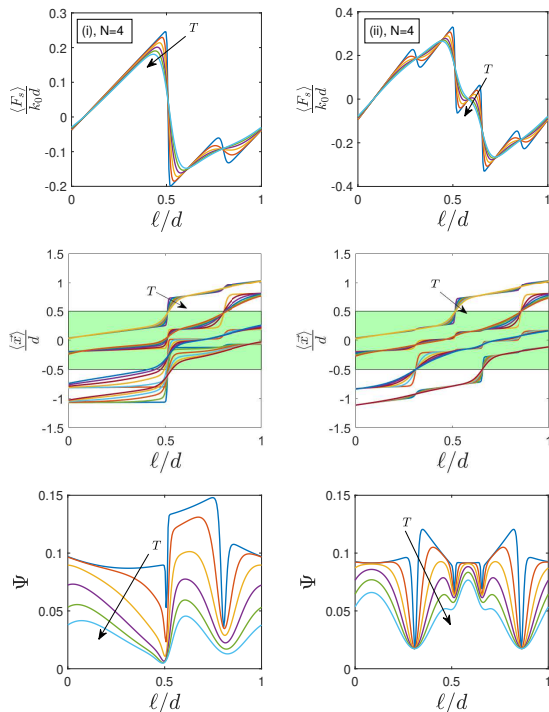 (i), N=4
0.3
0.2
0.1
0
-0.1
-0.2
⟨F_s⟩/k_0d
T
0 0.5 1
ℓ/d
(ii), N=4
0.4
0.2
0
-0.2
-0.4
⟨F_s⟩/k_0d
T
0 0.5 1
ℓ/d
1.5
1
0.5
0
-0.5
-1
-1.5
⟨x⃗⟩/d
T
0 0.5 1
ℓ/d
1.5
1
0.5
0
-0.5
-1
-1.5
⟨x⃗⟩/d
T
0 0.5 1
ℓ/d
0.15
0.1
0.05
0
Ψ
T
0 0.5 1
ℓ/d
0.15
0.1
0.05
0
Ψ
T
0 0.5 1
ℓ/d